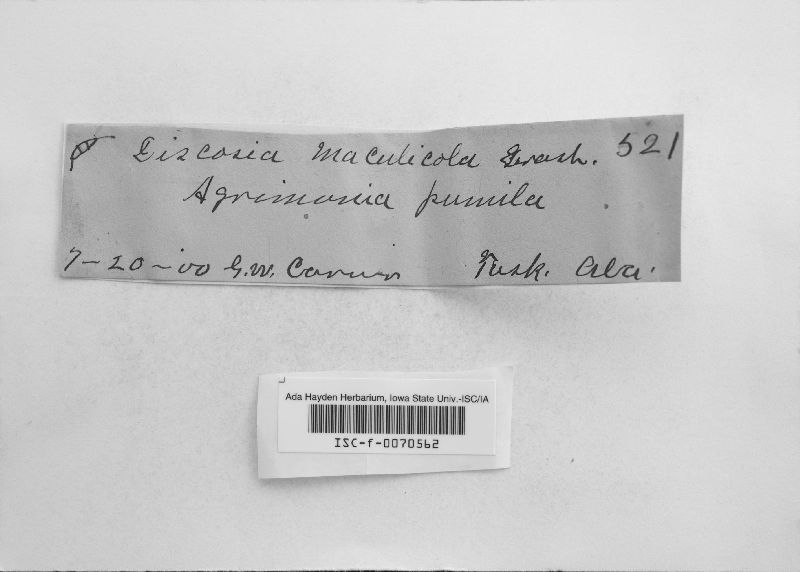 Discosia Maculicola Gerash. 521
Agrimonia pumila
7-20-00 G.W. Carver Tusk. Ala.
Ada Hayden Herbarium, Iowa State Univ.-ISC/IA
ISC-f-0070562